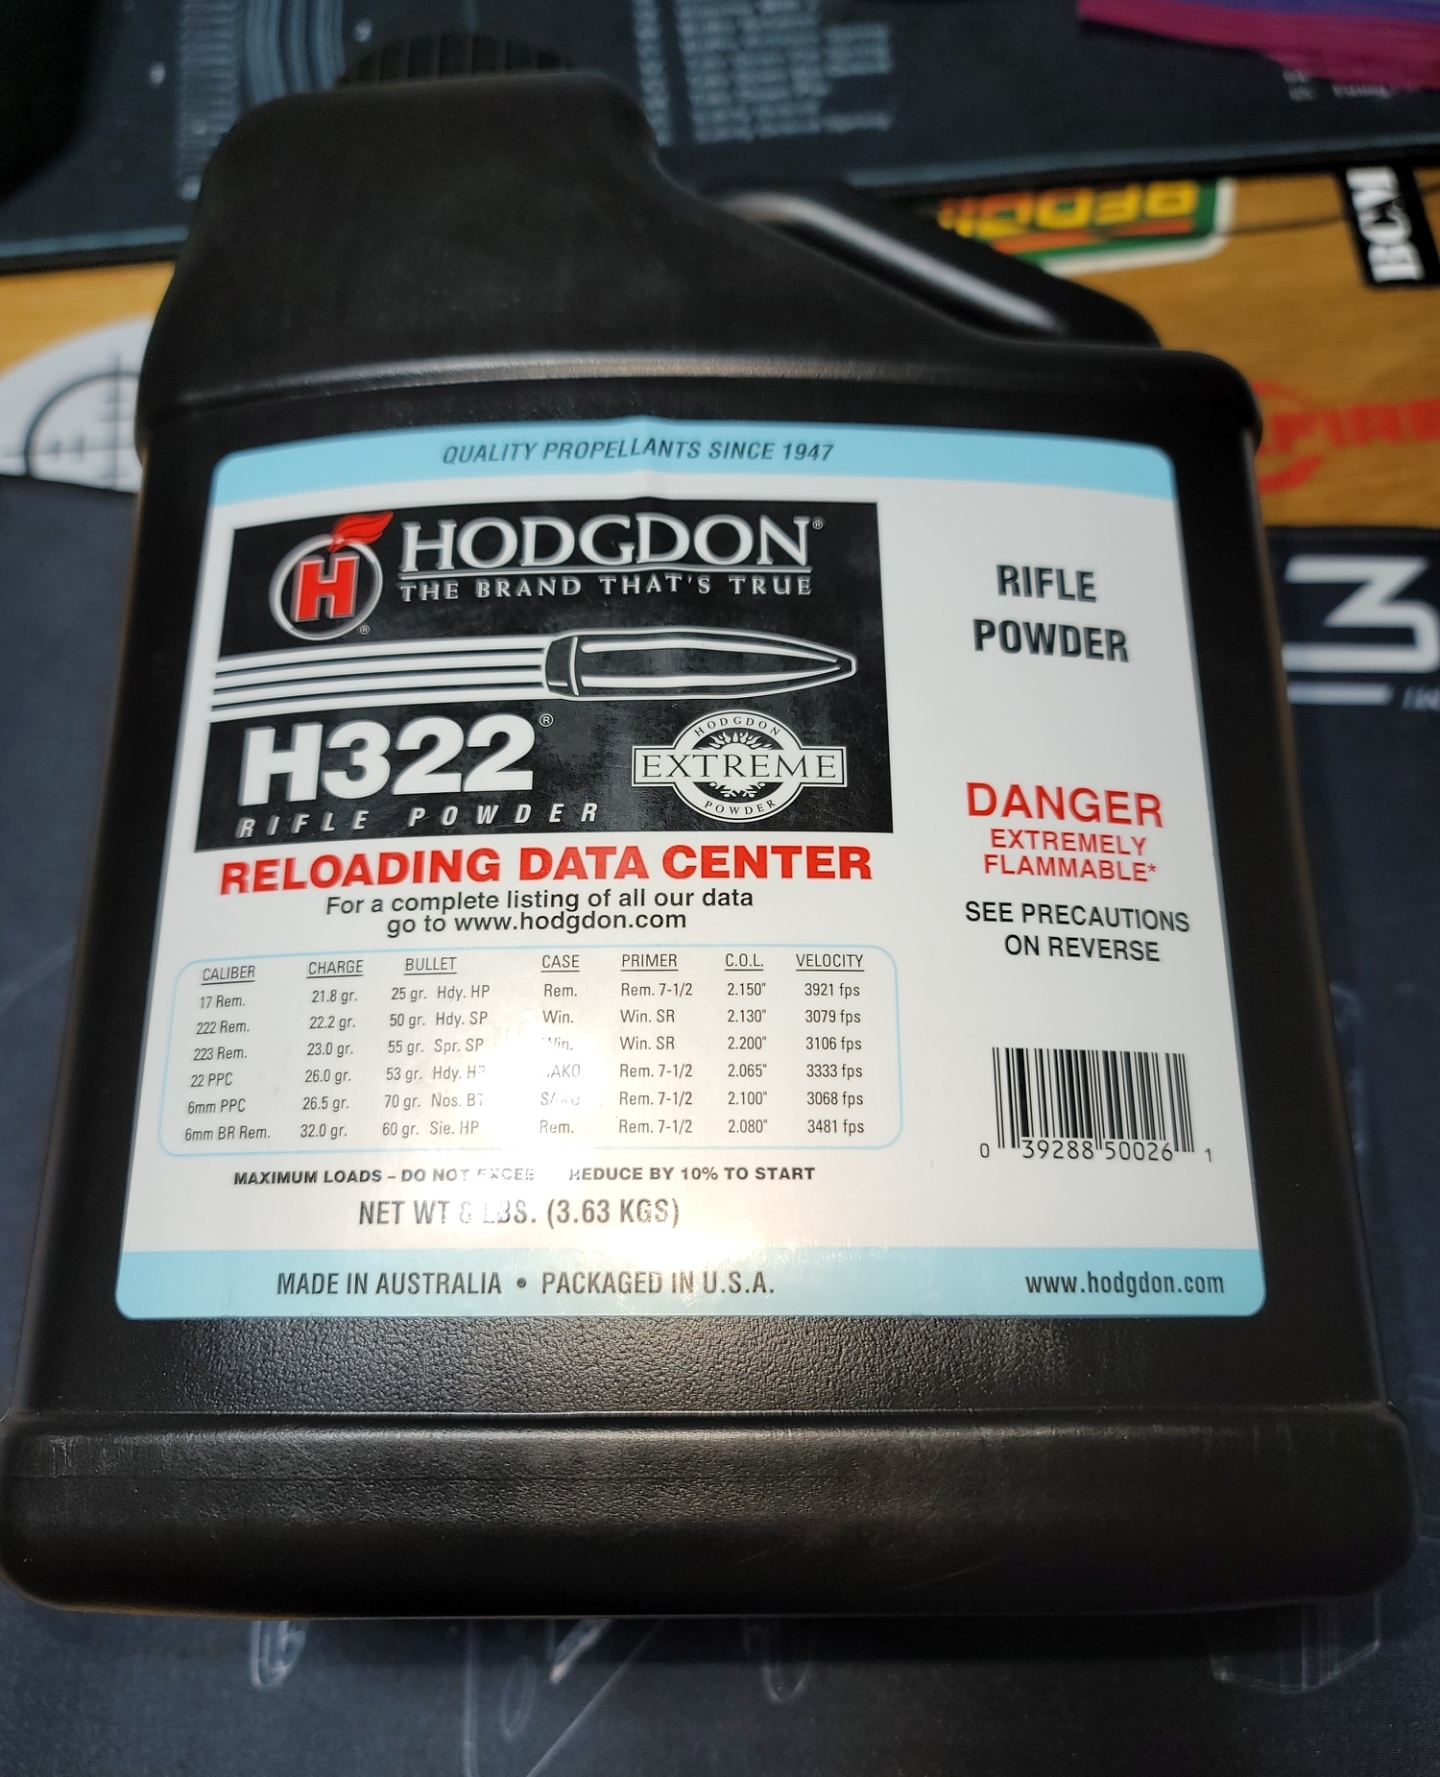 QUALITY PROPELLANTS SINCE 1947
HODGDON®
THE BRAND THAT'S TRUE
H
®
H322®
RIFLE POWDER
HODGDON
EXTREME
POWDER
RELOADING DATA CENTER
For a complete listing of all our data
go to www.hodgdon.com
CALIBER CHARGE BULLET CASE PRIMER C.O.L. VELOCITY
17 Rem. 21.8 gr. 25 gr. Hdy. HP Rem. Rem. 7-1/2 2.150" 3921 fps
222 Rem. 22.2 gr. 50 gr. Hdy. SP Win. Win. SR 2.130" 3079 fps
223 Rem. 23.0 gr. 55 gr. Spr. SP Win. Win. SR 2.200" 3106 fps
22 PPC 26.0 gr. 53 gr. Hdy. HP SAKO Rem. 7-1/2 2.065" 3333 fps
6mm PPC 26.5 gr. 70 gr. Nos. BT SAKO Rem. 7-1/2 2.100" 3068 fps
6mm BR Rem. 32.0 gr. 60 gr. Sie. HP Rem. Rem. 7-1/2 2.080" 3481 fps
MAXIMUM LOADS – DO NOT EXCEED REDUCE BY 10% TO START
NET WT 8 LBS. (3.63 KGS)
MADE IN AUSTRALIA • PACKAGED IN U.S.A.
RIFLE
POWDER
DANGER
EXTREMELY
FLAMMABLE*
SEE PRECAUTIONS
ON REVERSE
0 39288 50026 1
www.hodgdon.com
BCM
3